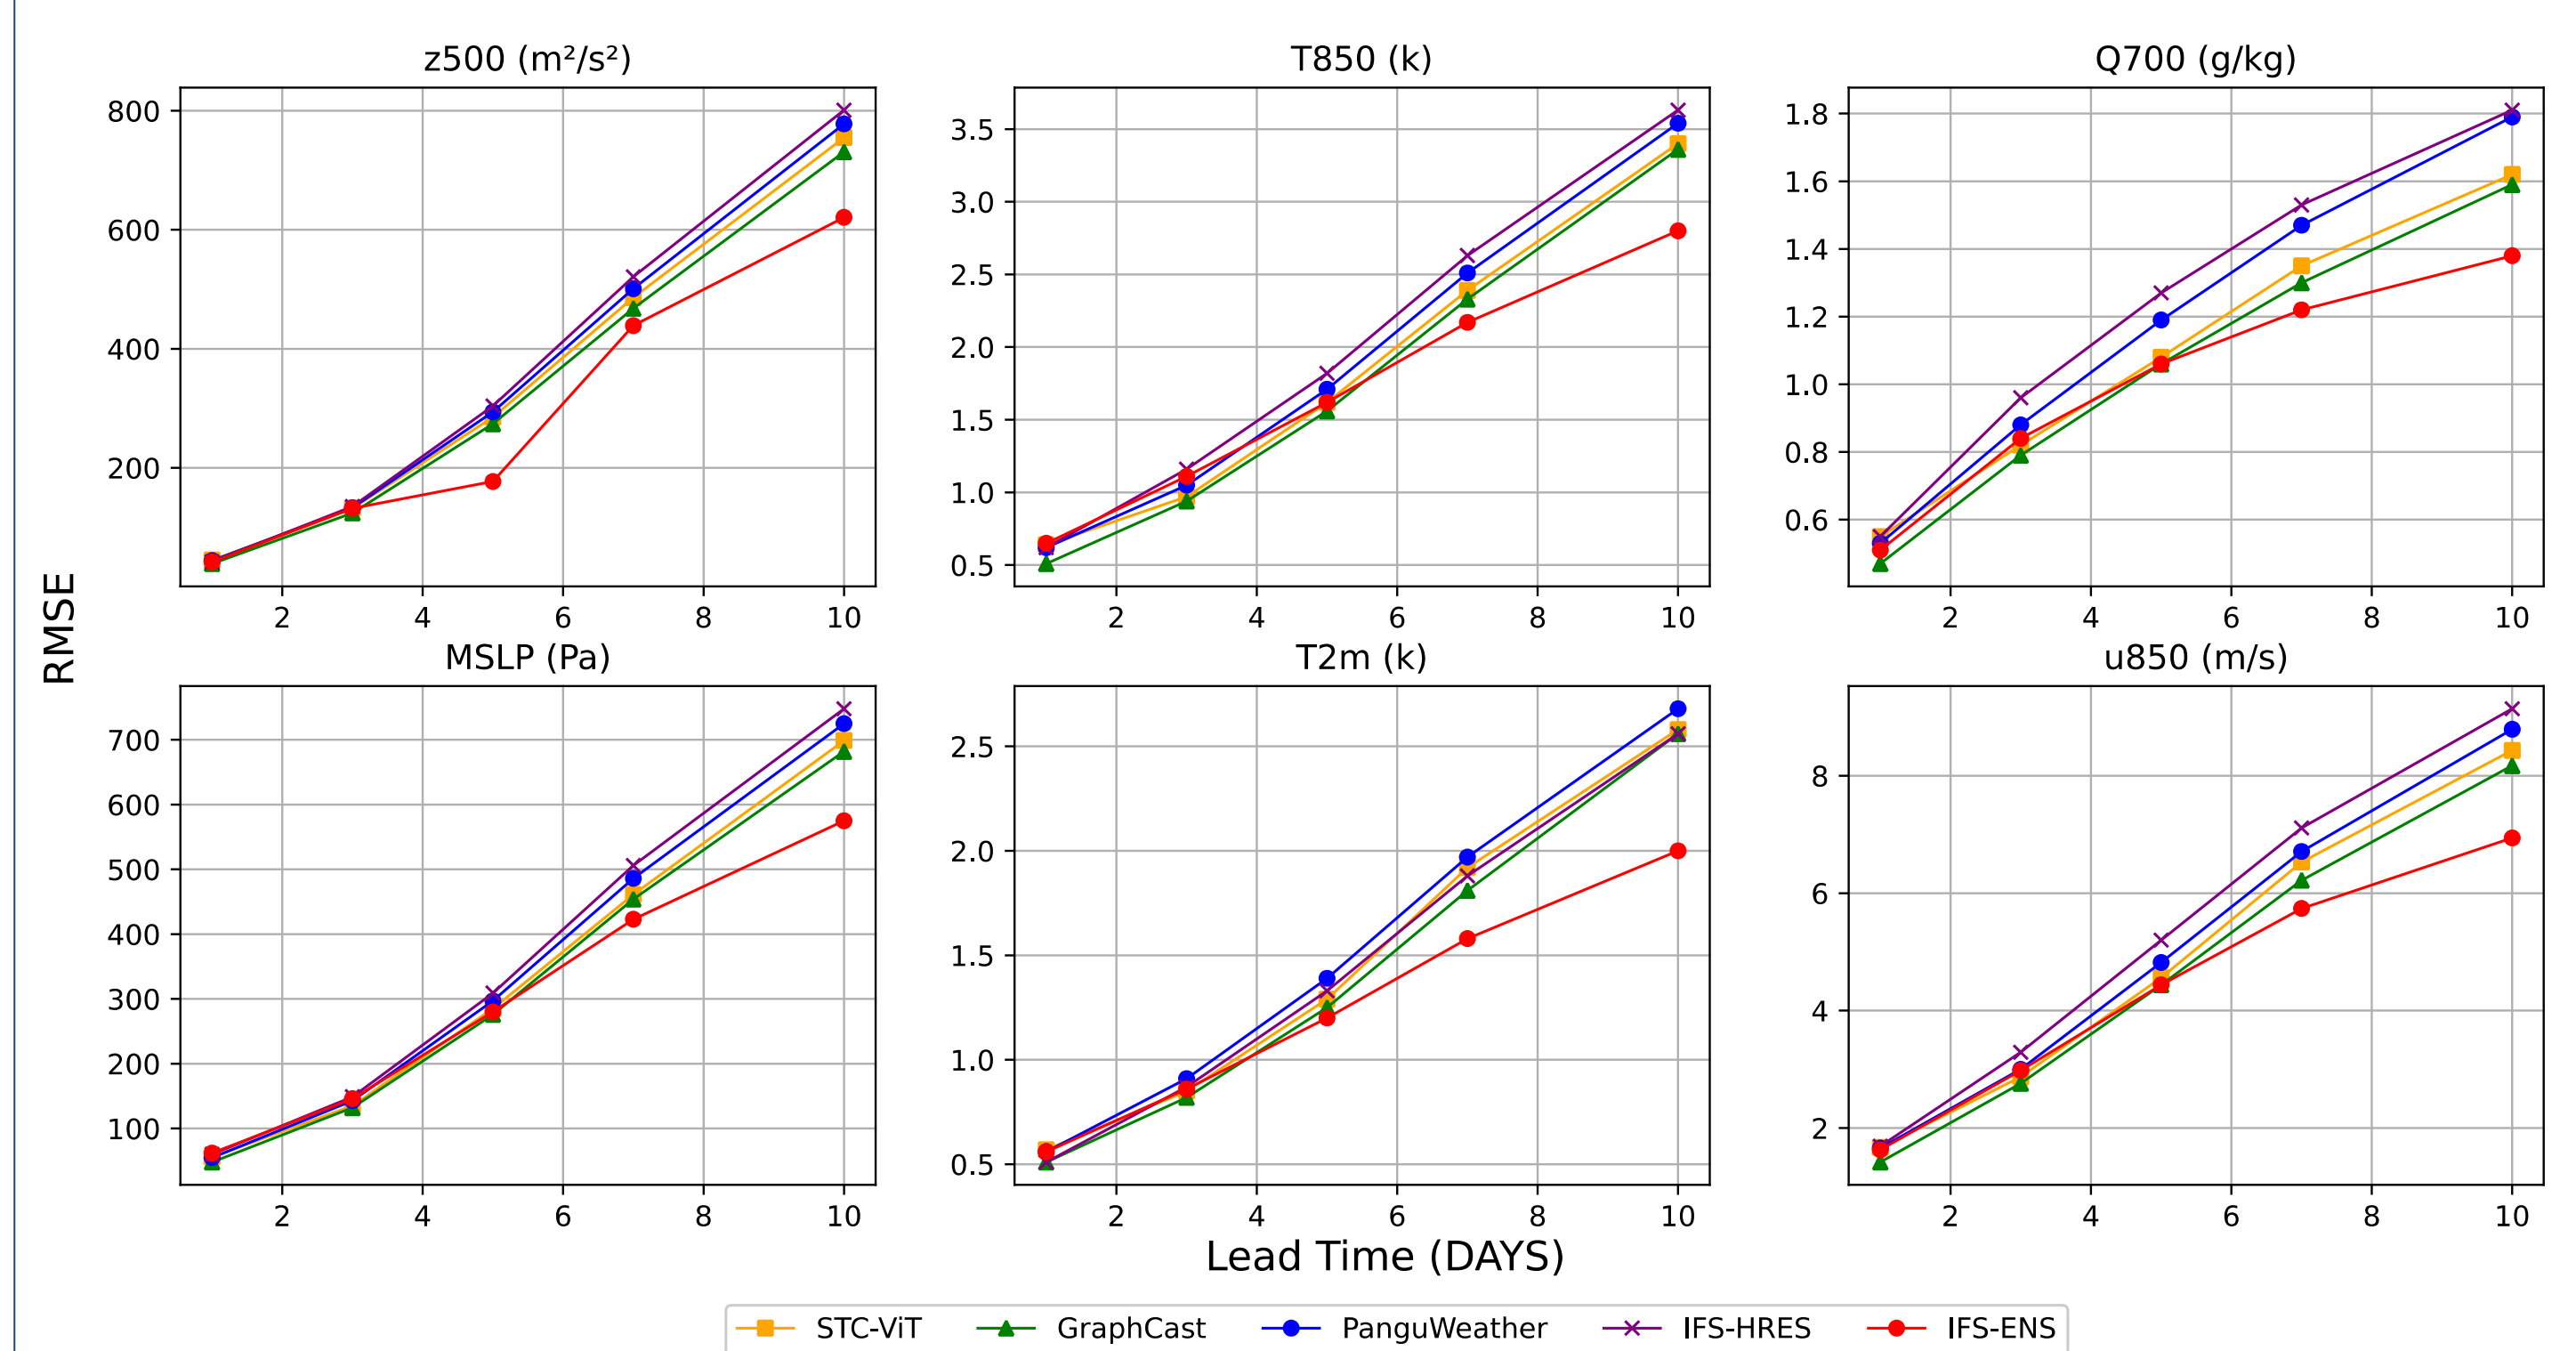 z500 (m²/s²)
T850 (k)
Q700 (g/kg)
800
600
400
200
3.5
3.0
2.5
2.0
1.5
1.0
0.5
1.8
1.6
1.4
1.2
1.0
0.8
0.6
2 4 6 8 10
2 4 6 8 10
2 4 6 8 10
RMSE
MSLP (Pa)
T2m (k)
u850 (m/s)
700
600
500
400
300
200
100
2.5
2.0
1.5
1.0
0.5
8
6
4
2
2 4 6 8 10
2 4 6 8 10
2 4 6 8 10
Lead Time (DAYS)
STC-ViT GraphCast PanguWeather IFS-HRES IFS-ENS